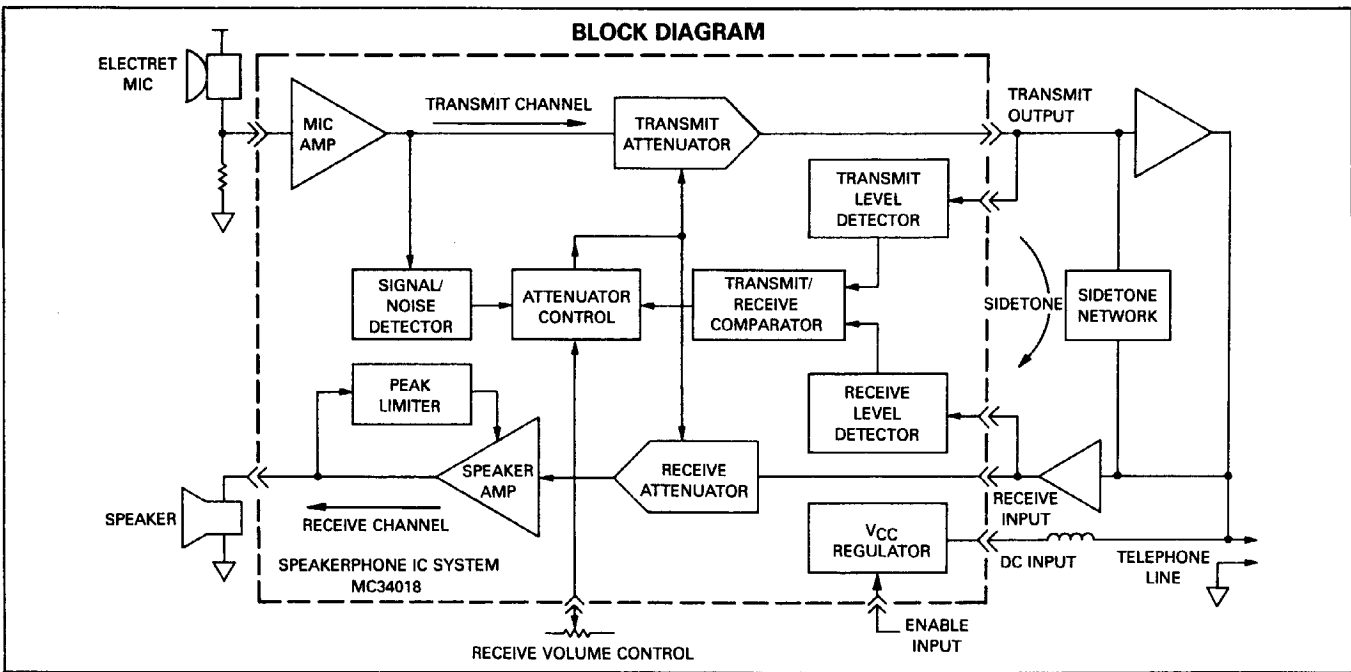 BLOCK DIAGRAM
ELECTRET
MIC
MIC
AMP
TRANSMIT CHANNEL
TRANSMIT
ATTENUATOR
TRANSMIT
OUTPUT
TRANSMIT
LEVEL
DETECTOR
SIGNAL/
NOISE
DETECTOR
ATTENUATOR
CONTROL
TRANSMIT/
RECEIVE
COMPARATOR
SIDETONE
SIDETONE
NETWORK
PEAK
LIMITER
RECEIVE
LEVEL
DETECTOR
SPEAKER
SPEAKER
AMP
RECEIVE
ATTENUATOR
RECEIVE
INPUT
RECEIVE CHANNEL
VCC
REGULATOR
DC INPUT
TELEPHONE
LINE
SPEAKERPHONE IC SYSTEM
MC34018
ENABLE
INPUT
RECEIVE VOLUME CONTROL